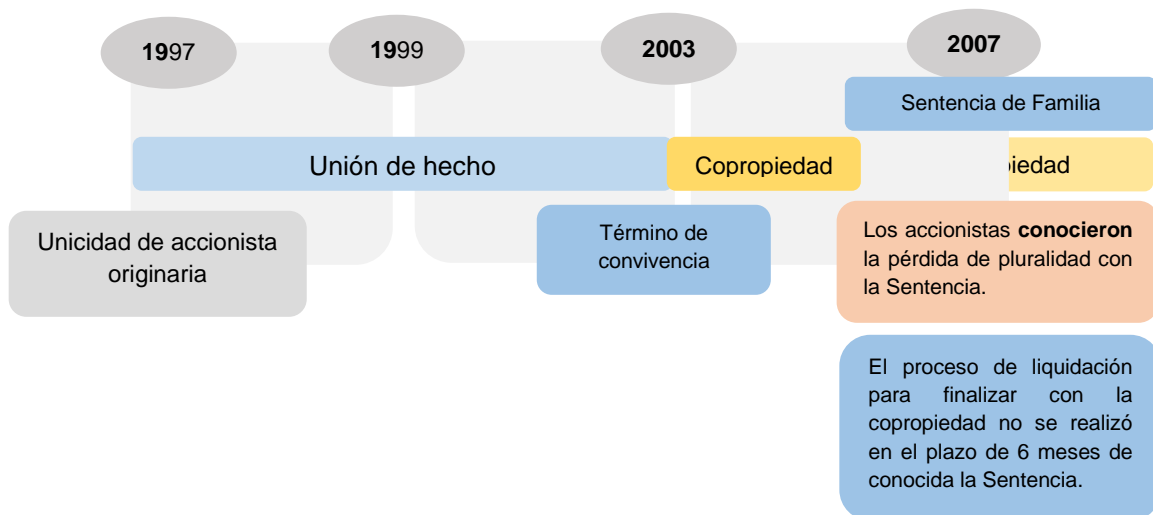 1997
1999
2003
2007
Sentencia de Familia
Unión de hecho
Copropiedad
iedad
Unicidad de accionista
originaria
Término de
convivencia
Los accionistas conocieron
la pérdida de pluralidad con
la Sentencia.
El proceso de liquidación
para finalizar con la
copropiedad no se realizó
en el plazo de 6 meses de
conocida la Sentencia.